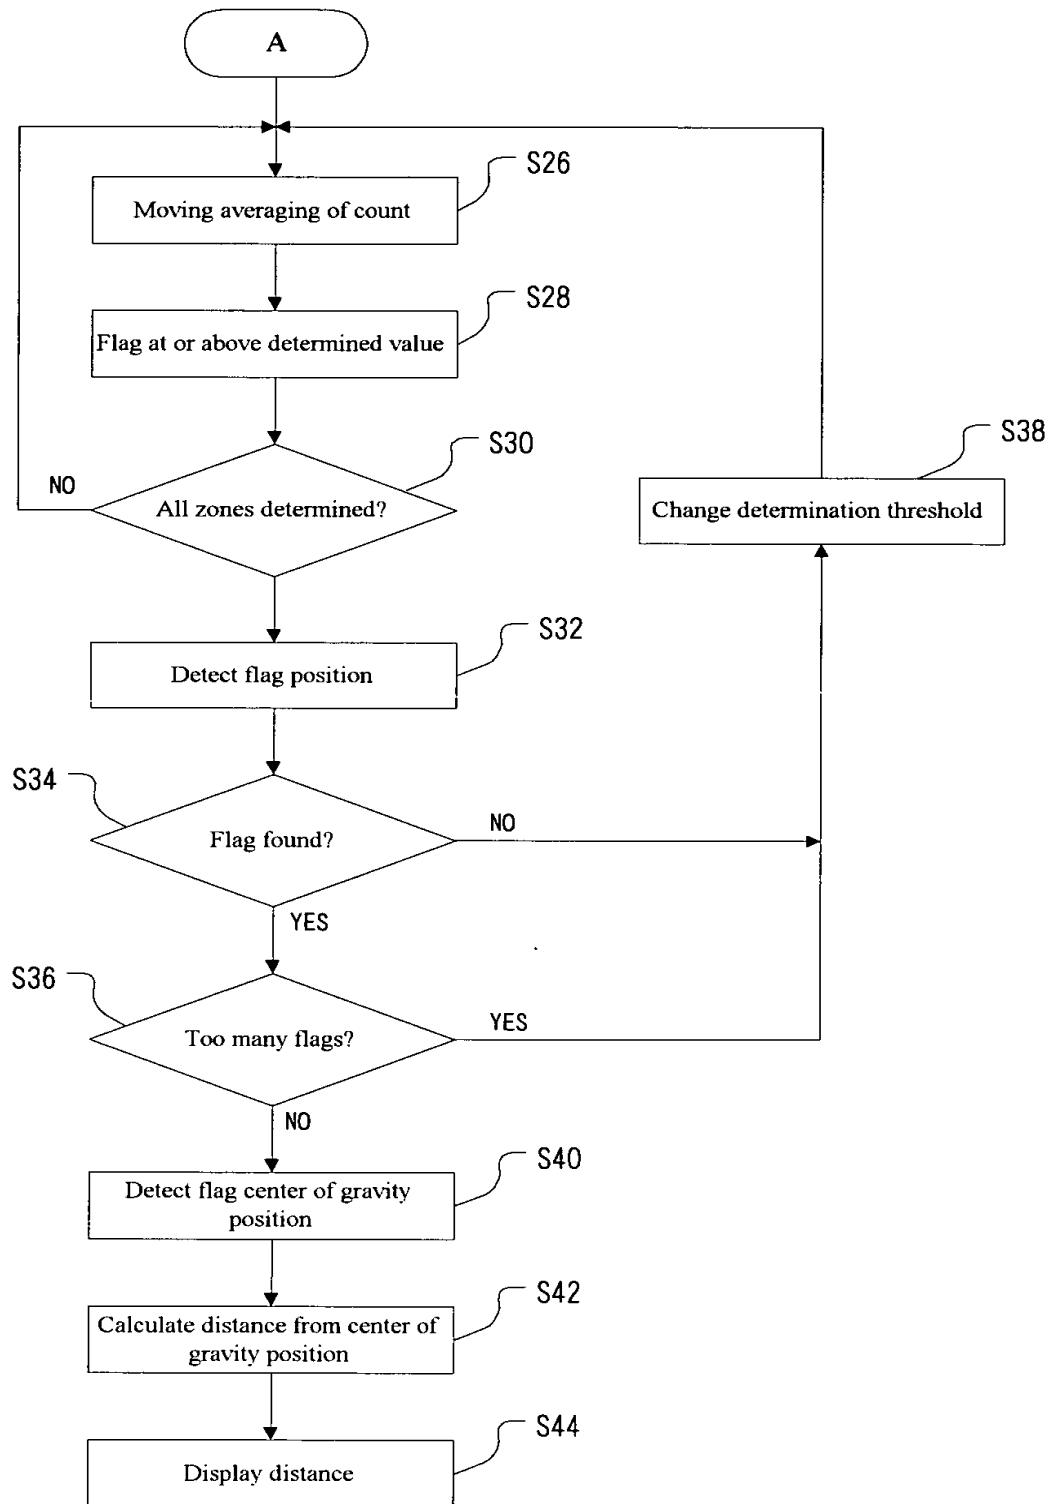 A
S26
Moving averaging of count
S28
Flag at or above determined value
S30
NO
All zones determined?
S38
Change determination threshold
S32
Detect flag position
S34
NO
Flag found?
YES
S36
YES
Too many flags?
NO
S40
Detect flag center of gravity
position
S42
Calculate distance from center of
gravity position
S44
Display distance